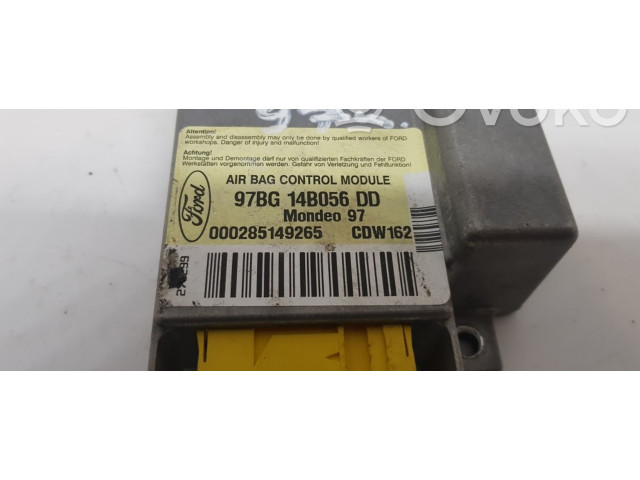 Ovoko
Attention!
Assembly and disassembly may only be done by qualified workers of FORD
workshops. Danger of injury and malfunction!
Achtung!
Montage und Demontage darf nur von qualifizierten Fachkräften der FORD
Werkstätten vorgenommen werden. Gefahr von Verletzung und Fehlfunktion!
Ford
AIR BAG CONTROL MODULE
97BG 14B056 DD
Mondeo 97
000285149265 CDW162